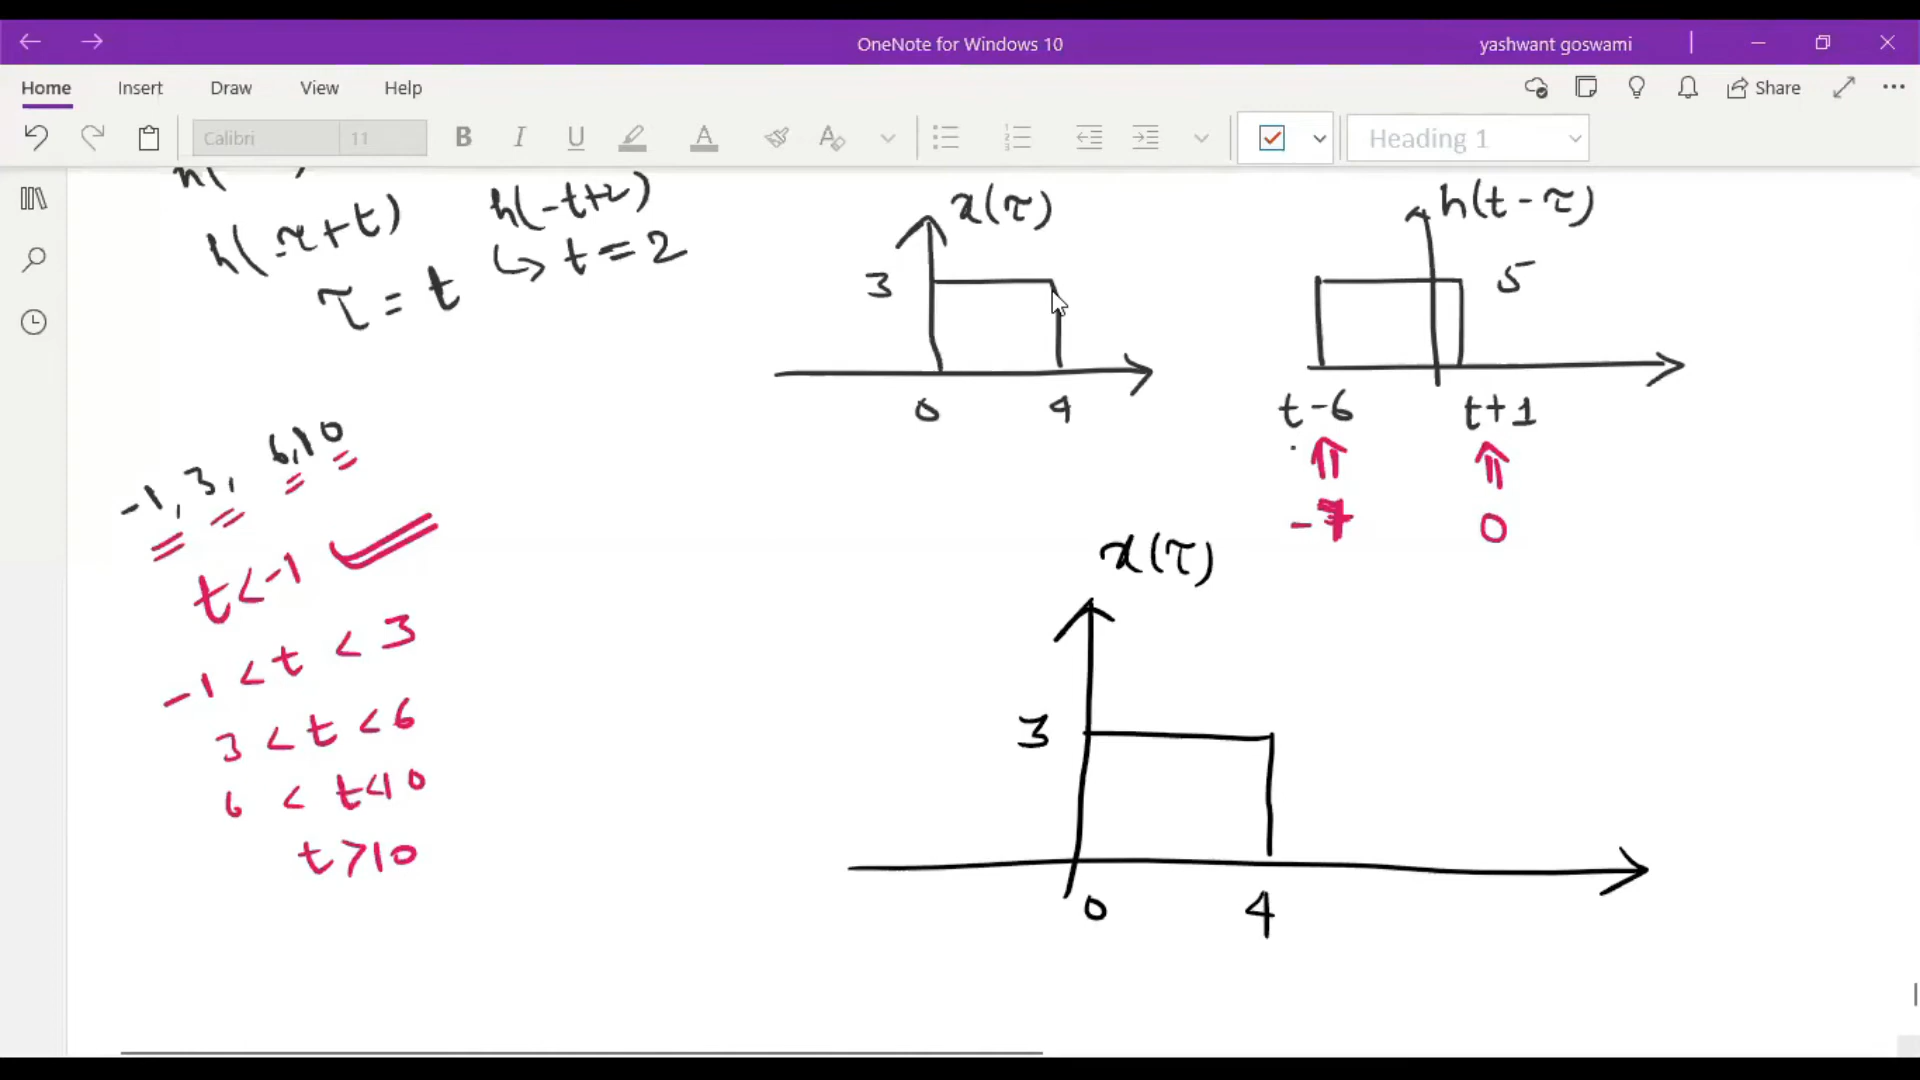 OneNote for Windows 10
yashwant goswami
Home Insert Draw View Help
Share
Calibri 11 B I U A Heading 1
h(-τ+t)
h(-t+2)
↳ t = 2
τ = t
x(τ)
3
0 4
h(t-τ)
5
t-6 t+1
-7 0
-1, 3, 6, 10
t < -1
-1 < t < 3
3 < t < 6
6 < t < 10
t > 10
x(τ)
3
0 4